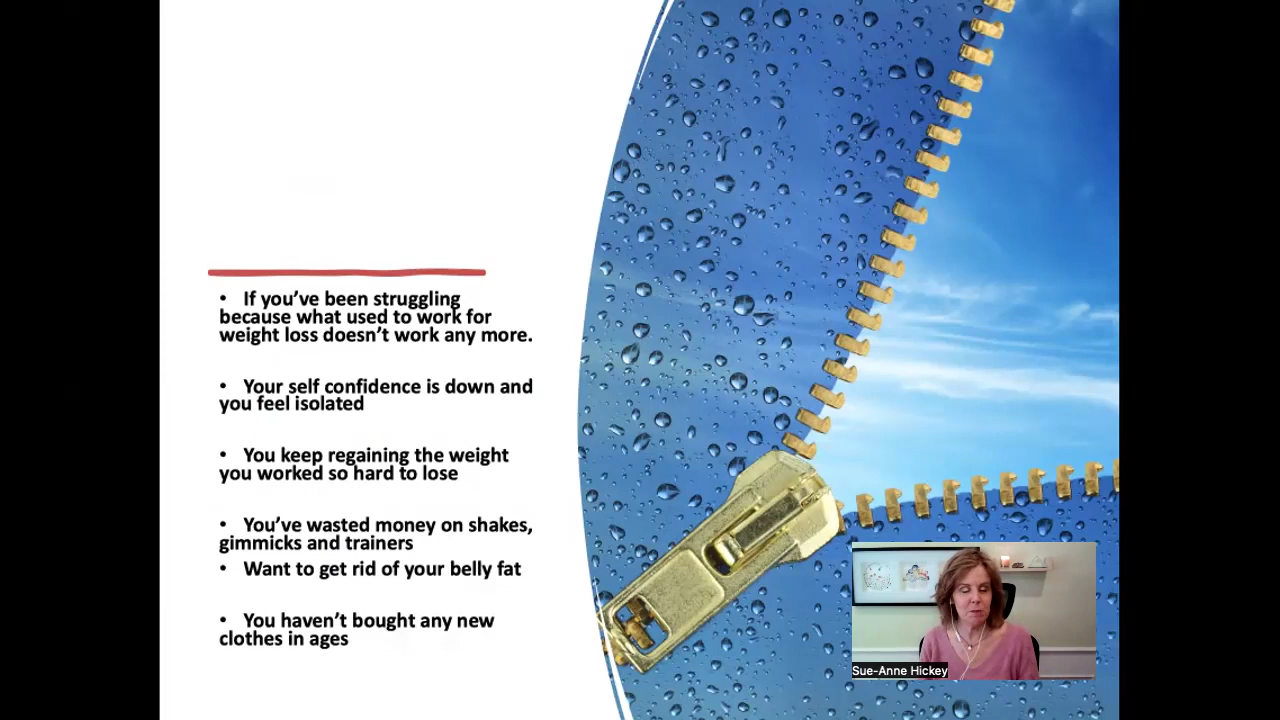 • If you’ve been struggling
because what used to work for
weight loss doesn’t work any more.
• Your self confidence is down and
you feel isolated
• You keep regaining the weight
you worked so hard to lose
• You’ve wasted money on shakes,
gimmicks and trainers
• Want to get rid of your belly fat
• You haven’t bought any new
clothes in ages
Sue-Anne Hickey